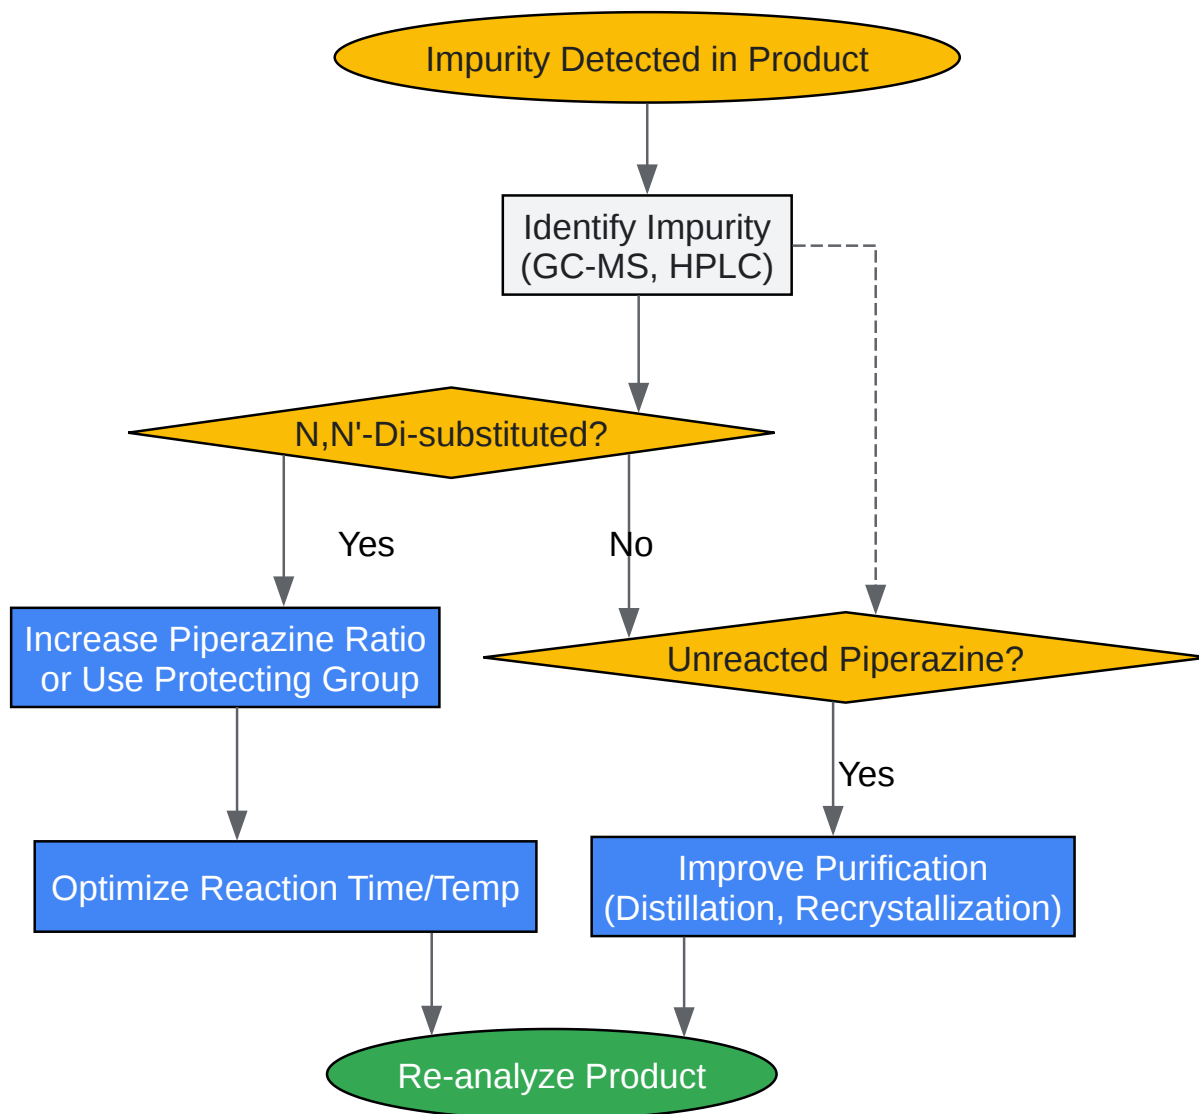 Impurity Detected in Product
Identify Impurity
(GC-MS, HPLC)
N,N'-Di-substituted?
Yes
No
Increase Piperazine Ratio
or Use Protecting Group
Unreacted Piperazine?
Yes
Optimize Reaction Time/Temp
Improve Purification
(Distillation, Recrystallization)
Re-analyze Product